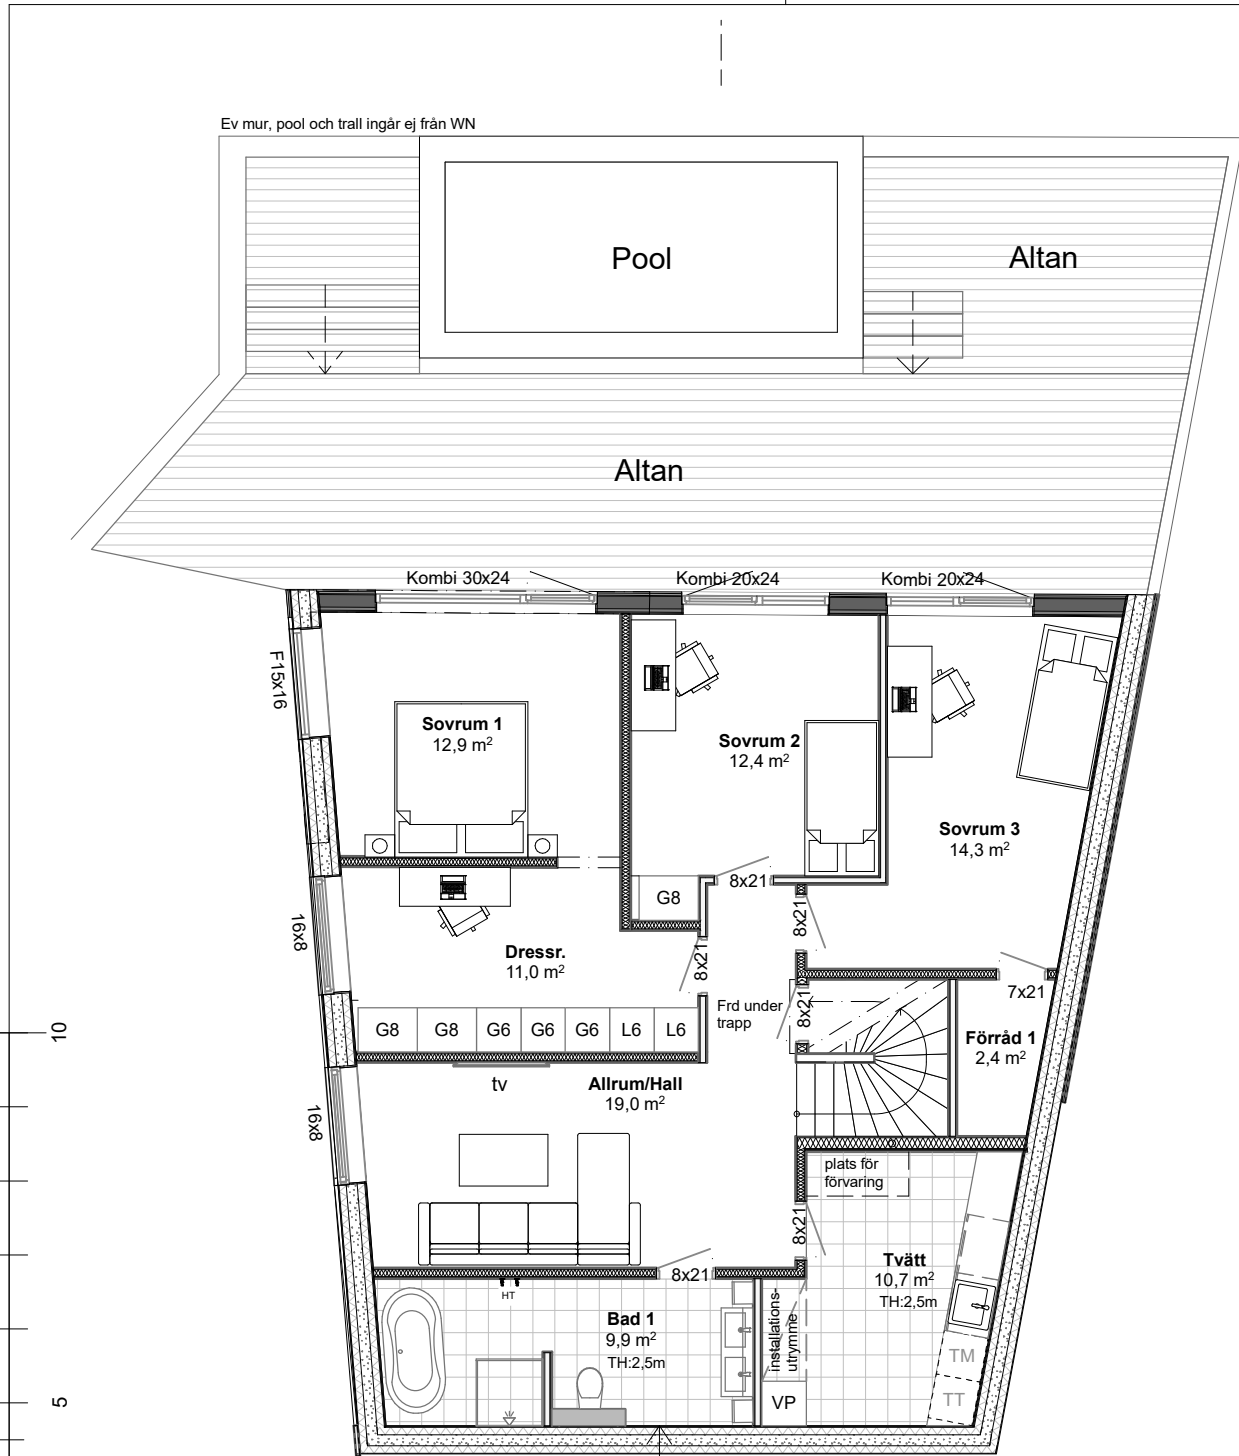 Ev mur, pool och trall ingår ej från WN
Pool
Altan
Altan
Kombi 30x24
Kombi 20x24
Kombi 20x24
F15x16
Sovrum 1
12,9 m²
Sovrum 2
12,4 m²
Sovrum 3
14,3 m²
G8
8x21
8x21
16x8
Dressr.
11,0 m²
8x21
7x21
Frd under
trapp
8x21
G8
G8
G6
G6
G6
L6
L6
Förråd 1
2,4 m²
10
tv
Allrum/Hall
19,0 m²
16x8
plats för
förvaring
8x21
Tvätt
10,7 m²
TH:2,5m
8x21
HT
Bad 1
9,9 m²
TH:2,5m
installations-
utrymme
TM
TT
VP
5